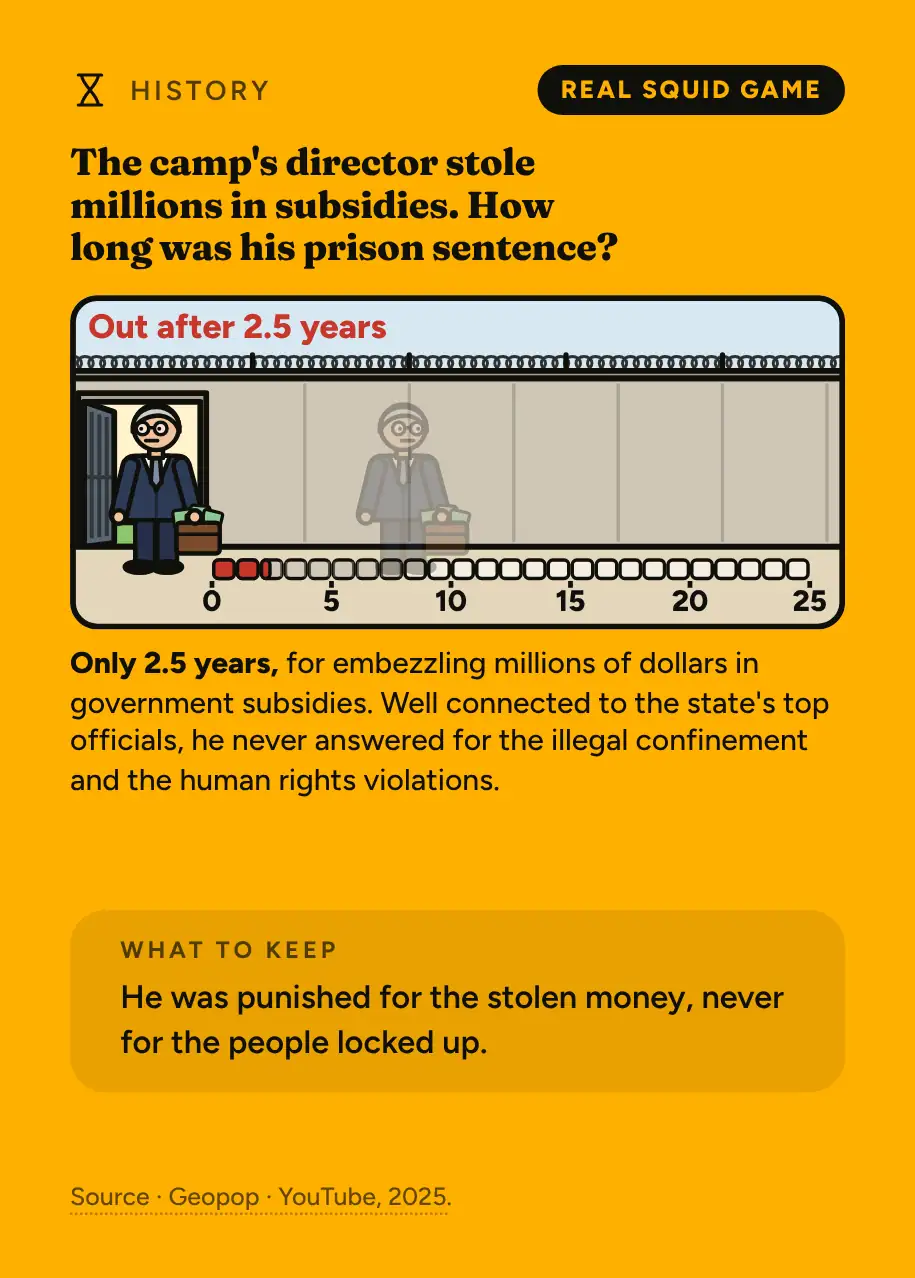 HISTORY
REAL SQUID GAME
The camp's director stole
millions in subsidies. How
long was his prison sentence?
Out after 2.5 years
0 5 10 15 20 25
Only 2.5 years, for embezzling millions of dollars in
government subsidies. Well connected to the state's top
officials, he never answered for the illegal confinement
and the human rights violations.
WHAT TO KEEP
He was punished for the stolen money, never
for the people locked up.
Source · Geopop · YouTube, 2025.